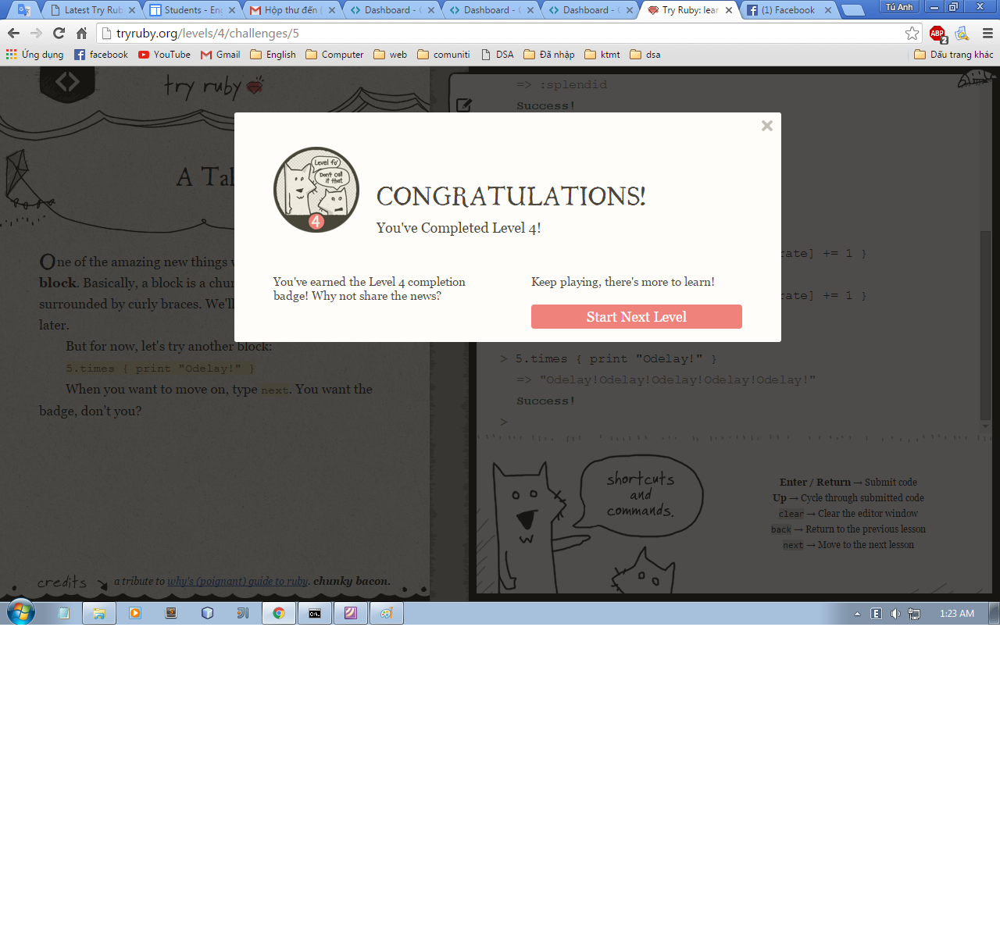 Latest Try Rub
Students - Eng
Hộp thư đến (
Dashboard - C
Dashboard - C
Dashboard - C
Try Ruby: lear
(1) Facebook
Tú Anh
tryruby.org/levels/4/challenges/5
ABP
2
Ứng dụng
facebook
YouTube
Gmail
English
Computer
web
comuniti
DSA
Đã nhập
ktmt
dsa
Dấu trang khác
try ruby
=> :splendid
Success!
A Tal
Level fo'
Don't call
it that.
4
CONGRATULATIONS!
You've Completed Level 4!
You've earned the Level 4 completion
badge! Why not share the news?
Keep playing, there's more to learn!
Start Next Level
One of the amazing new things
block. Basically, a block is a chu
surrounded by curly braces. We'll
later.
But for now, let's try another block:
5.times { print "Odelay!" }
When you want to move on, type next. You want the
badge, don't you?
rate] += 1 }
rate] += 1 }
> 5.times { print "Odelay!" }
=> "Odelay!Odelay!Odelay!Odelay!Odelay!"
Success!
>
shortcuts
and
commands.
Enter / Return → Submit code
Up → Cycle through submitted code
clear → Clear the editor window
back → Return to the previous lesson
next → Move to the next lesson
credits
a tribute to why's (poignant) guide to ruby. chunky bacon.
E
1:23 AM